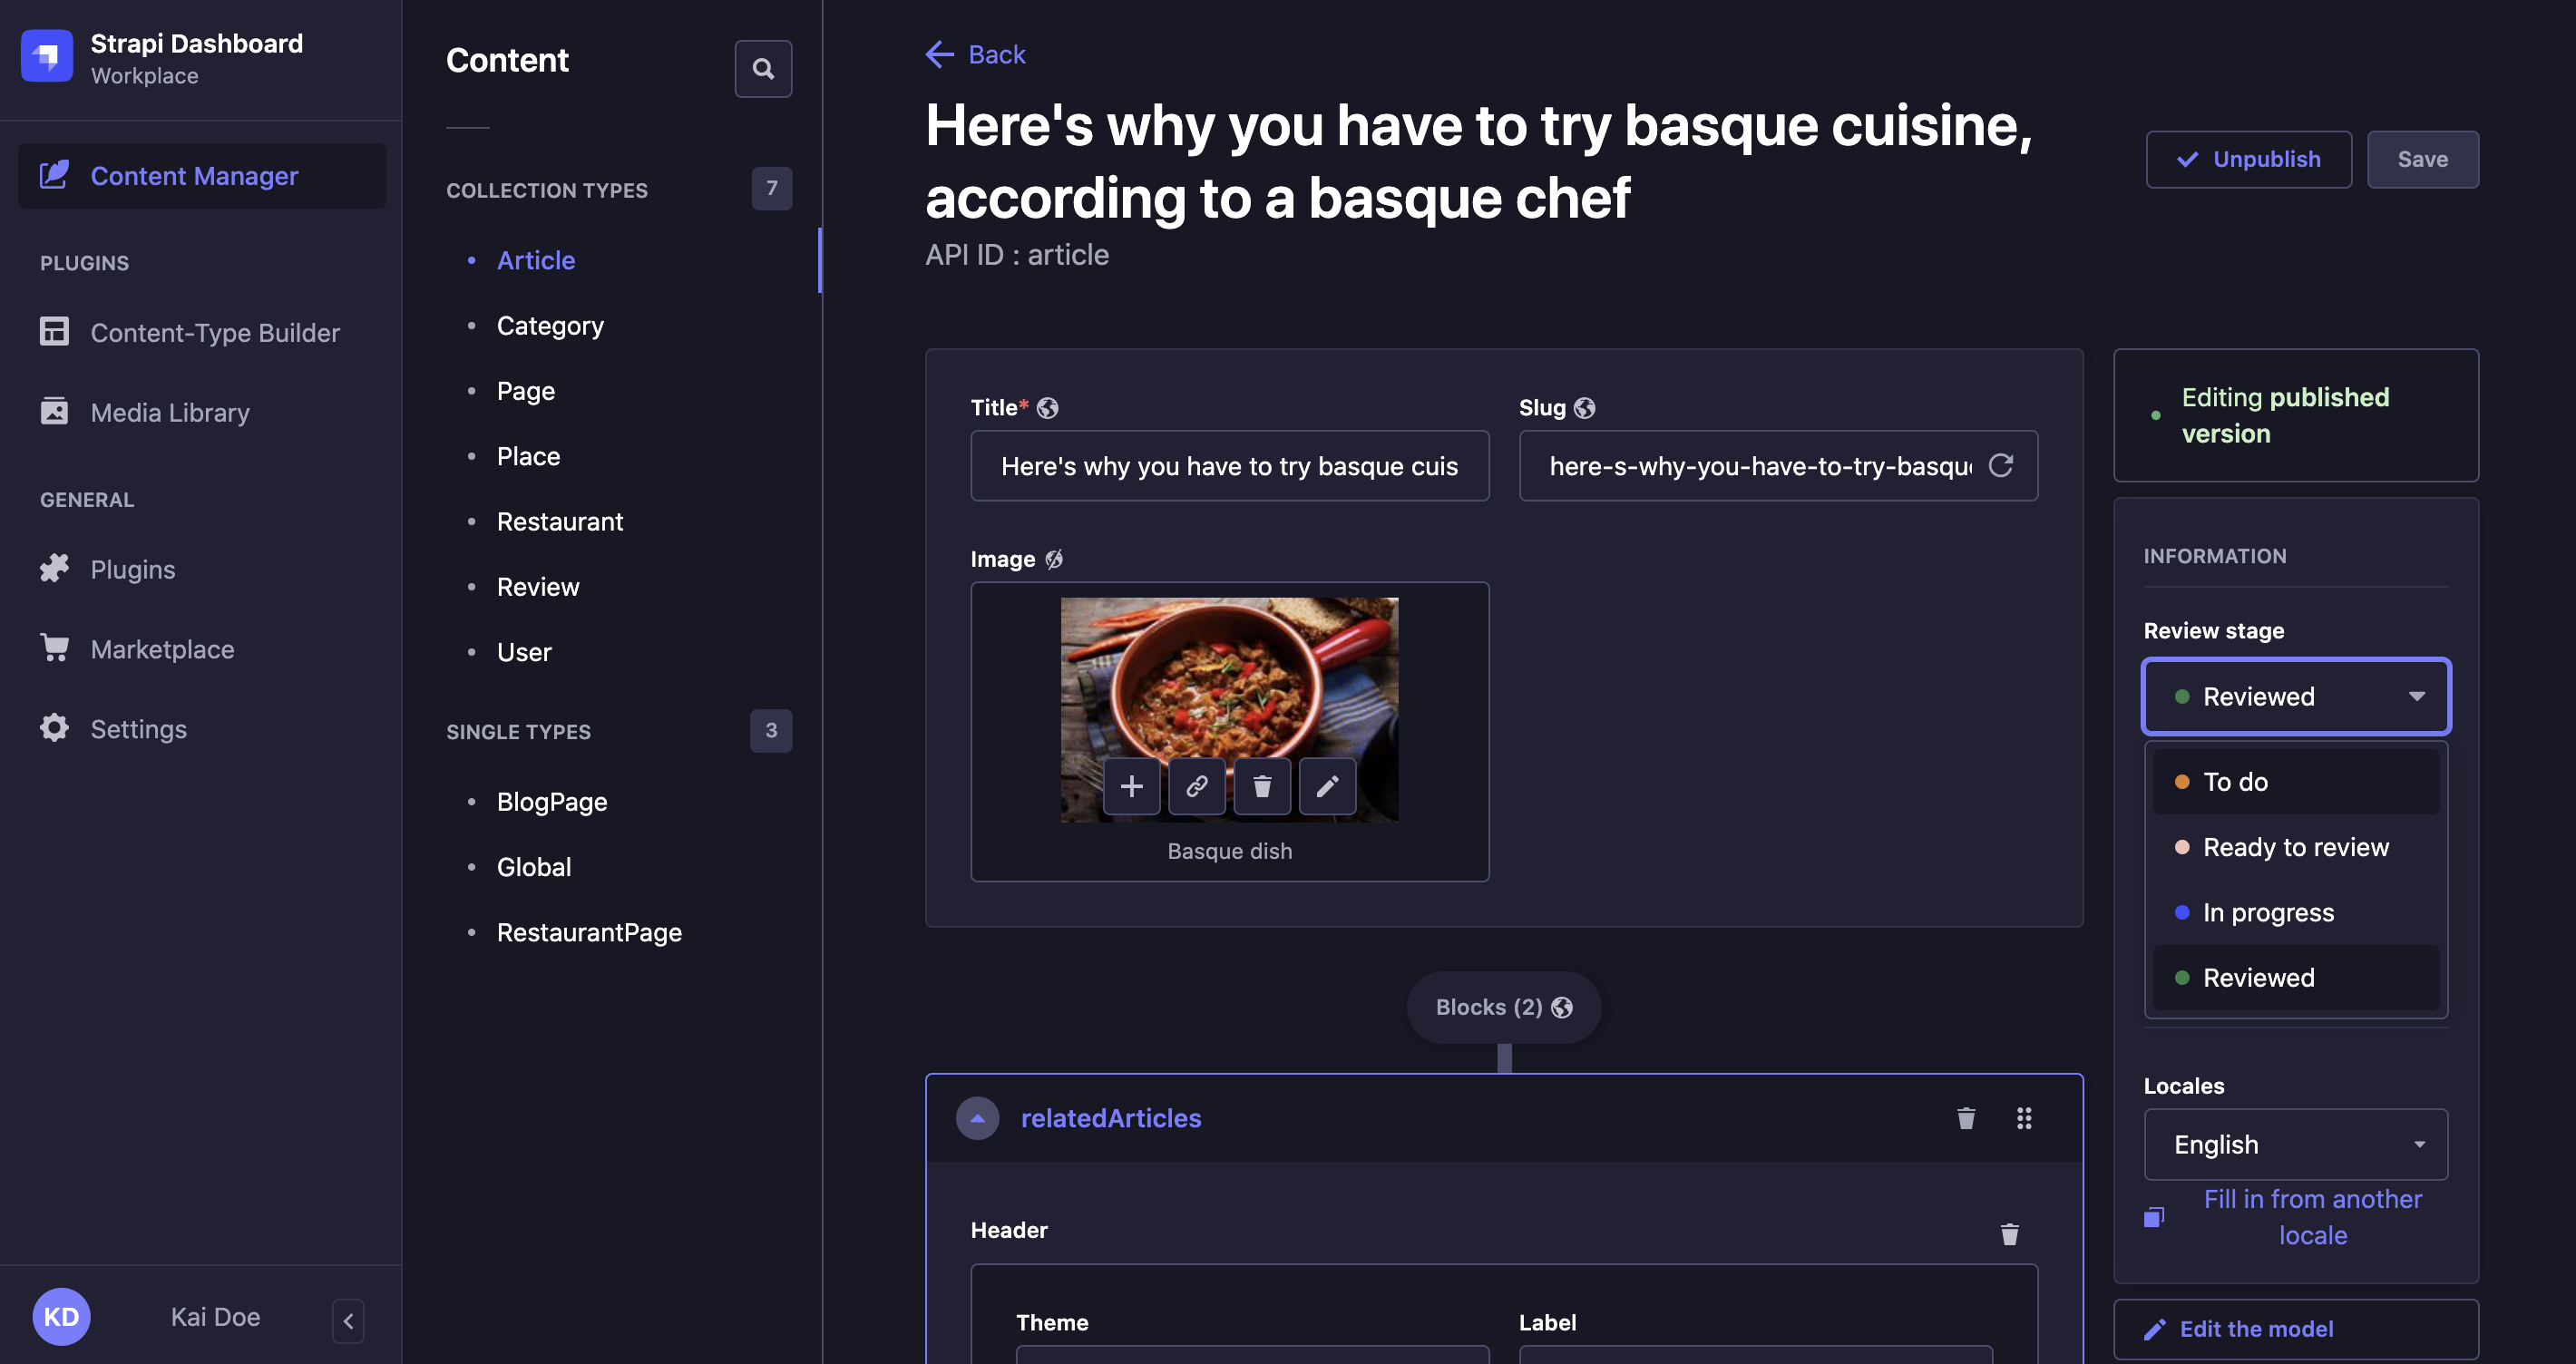 Strapi Dashboard
Workplace
Content Manager
PLUGINS
Content-Type Builder
Media Library
GENERAL
Plugins
Marketplace
Settings
KD
Kai Doe
Content
COLLECTION TYPES
7
Article
Category
Page
Place
Restaurant
Review
User
SINGLE TYPES
3
BlogPage
Global
RestaurantPage
Back
Here's why you have to try basque cuisine,
according to a basque chef
API ID : article
Unpublish
Save
Title*
Here's why you have to try basque cuis
Slug
here-s-why-you-have-to-try-basqu
Image
Basque dish
Blocks (2)
relatedArticles
Header
Theme
Label
Editing published
version
INFORMATION
Review stage
Reviewed
To do
Ready to review
In progress
Reviewed
Locales
English
Fill in from another
locale
Edit the model